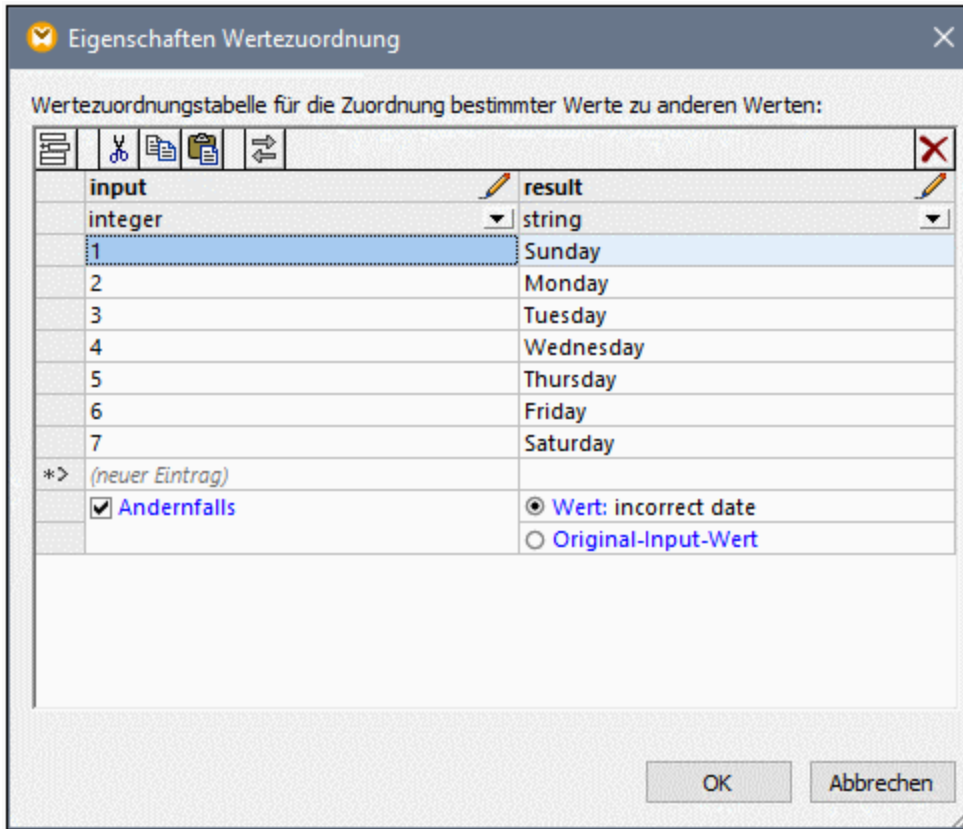 Eigenschaften Wertezuordnung
Wertezuordnungstabelle für die Zuordnung bestimmter Werte zu anderen Werten:
input result
integer string
1 Sunday
2 Monday
3 Tuesday
4 Wednesday
5 Thursday
6 Friday
7 Saturday
(neuer Eintrag)
Andernfalls Wert: incorrect date
Original-Input-Wert
OK Abbrechen